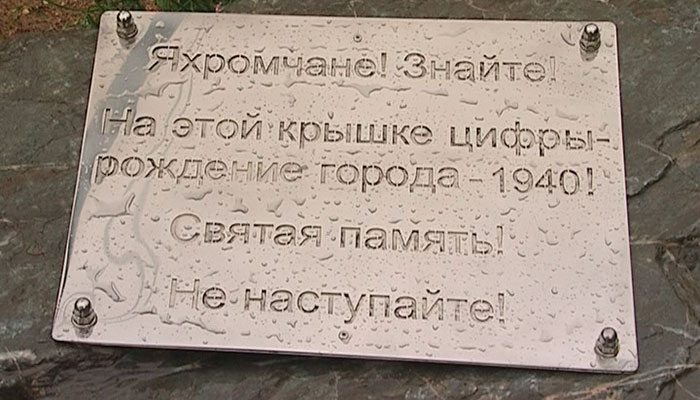 Яхромчане! Знайте!
На этой крышке цифры-
рождение города - 1940!
Святая память!
Не наступайте!